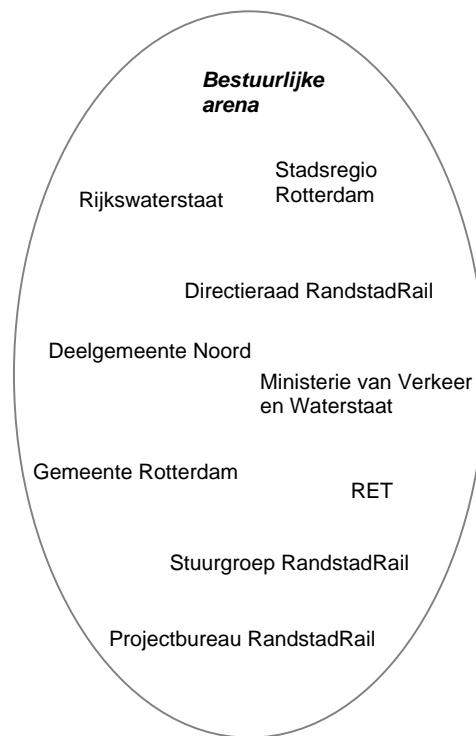 Bestuurlijke
arena
Stadsregio
Rotterdam
Rijkswaterstaat
Directieraad RandstadRail
Deelgemeente Noord
Ministerie van Verkeer
en Waterstaat
Gemeente Rotterdam
RET
Stuurgroep RandstadRail
Projectbureau RandstadRail